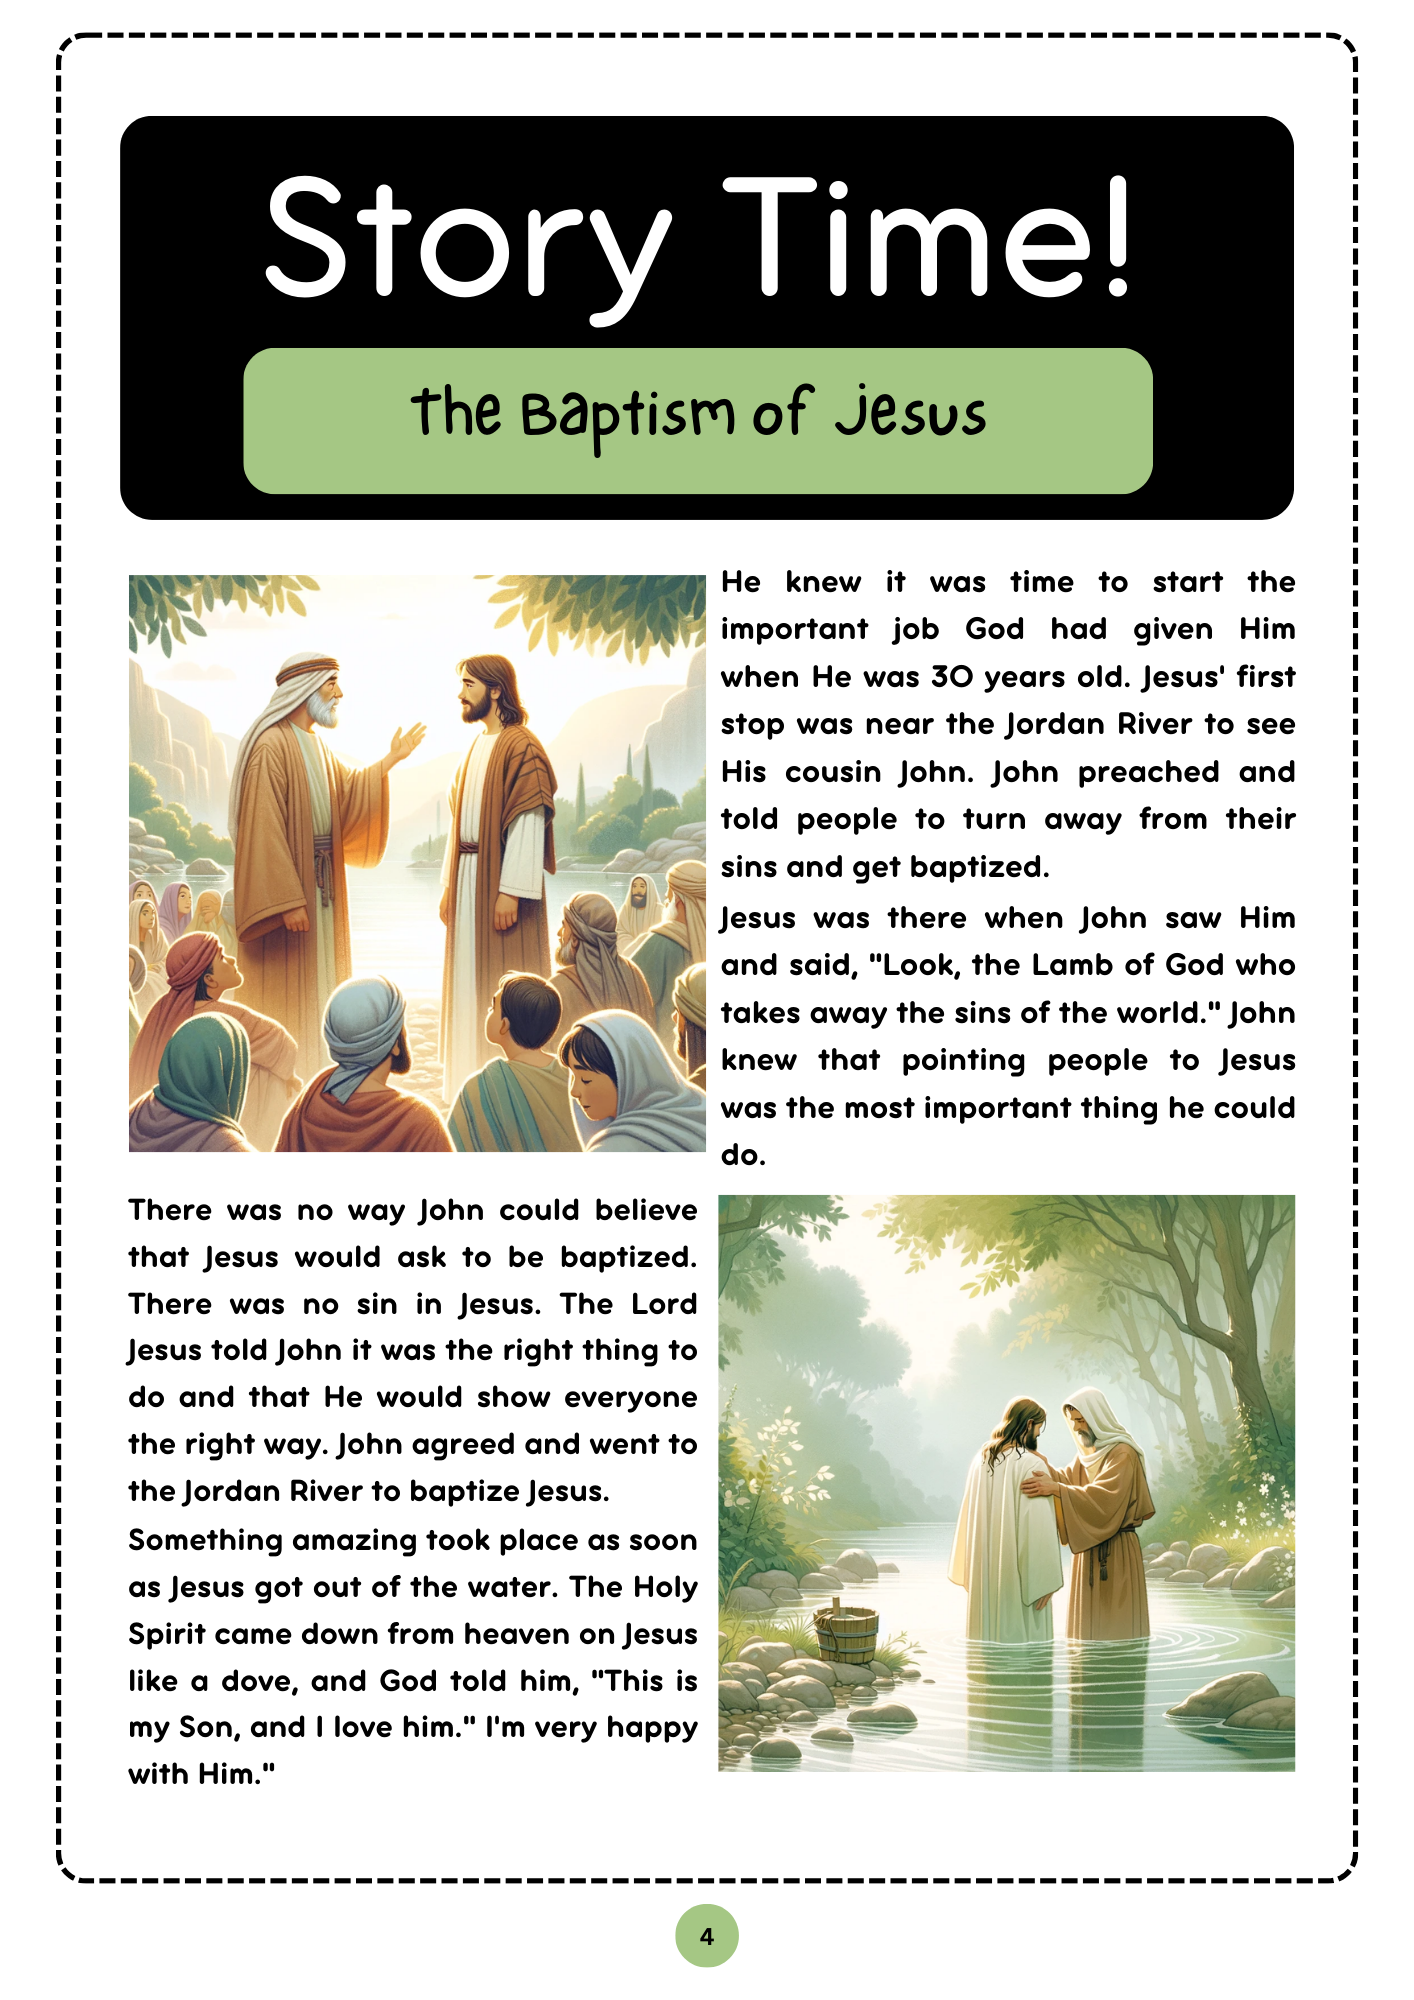 Story Time!
The Baptism of Jesus
He knew it was time to start the
important job God had given Him
when He was 30 years old. Jesus' first
stop was near the Jordan River to see
His cousin John. John preached and
told people to turn away from their
sins and get baptized.
Jesus was there when John saw Him
and said, "Look, the Lamb of God who
takes away the sins of the world." John
knew that pointing people to Jesus
was the most important thing he could
do.
There was no way John could believe
that Jesus would ask to be baptized.
There was no sin in Jesus. The Lord
Jesus told John it was the right thing to
do and that He would show everyone
the right way. John agreed and went to
the Jordan River to baptize Jesus.
Something amazing took place as soon
as Jesus got out of the water. The Holy
Spirit came down from heaven on Jesus
like a dove, and God told him, "This is
my Son, and I love him." I'm very happy
with Him."
4